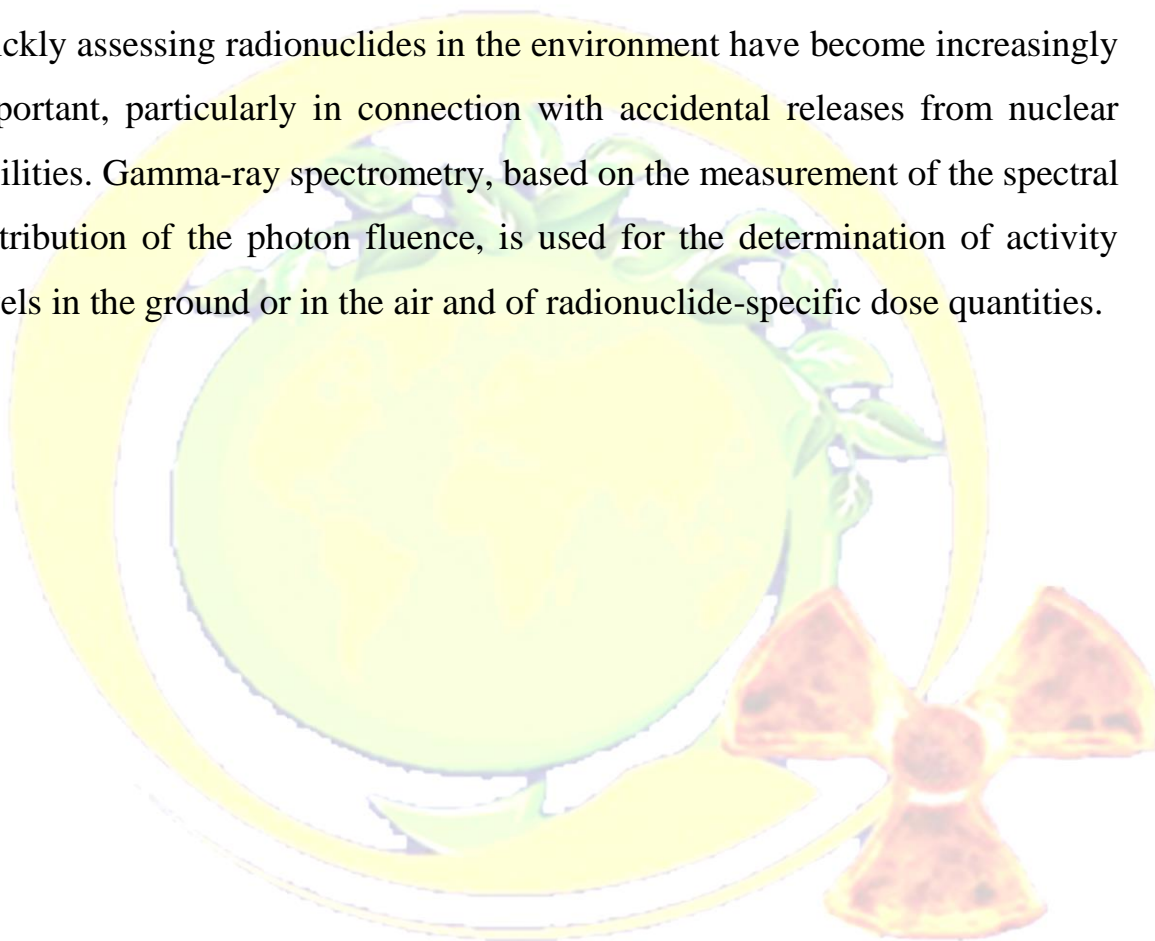 ickly assessing radionuclides in the environment have become increasingly
portant, particularly in connection with accidental releases from nuclear
ilities. Gamma-ray spectrometry, based on the measurement of the spectral
tribution of the photon fluence, is used for the determination of activity
els in the ground or in the air and of radionuclide-specific dose quantities.